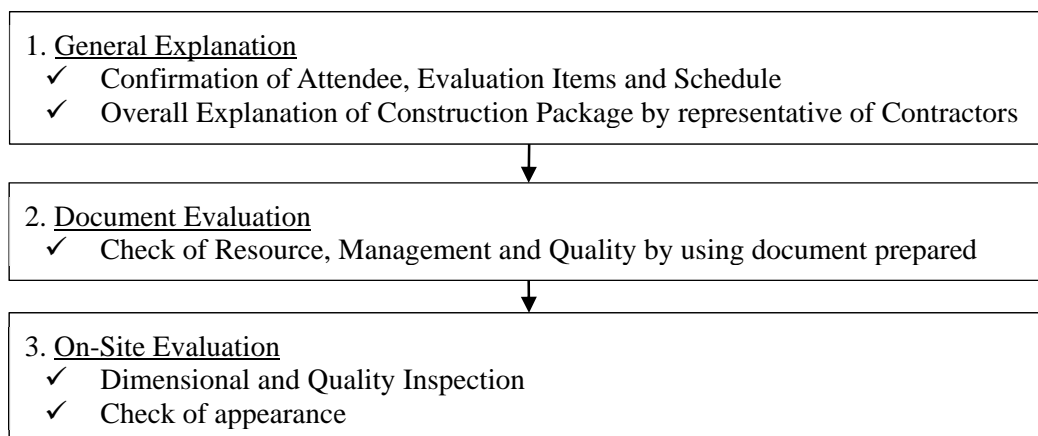 1. General Explanation
✓ Confirmation of Attendee, Evaluation Items and Schedule
✓ Overall Explanation of Construction Package by representative of Contractors
2. Document Evaluation
✓ Check of Resource, Management and Quality by using document prepared
3. On-Site Evaluation
✓ Dimensional and Quality Inspection
✓ Check of appearance